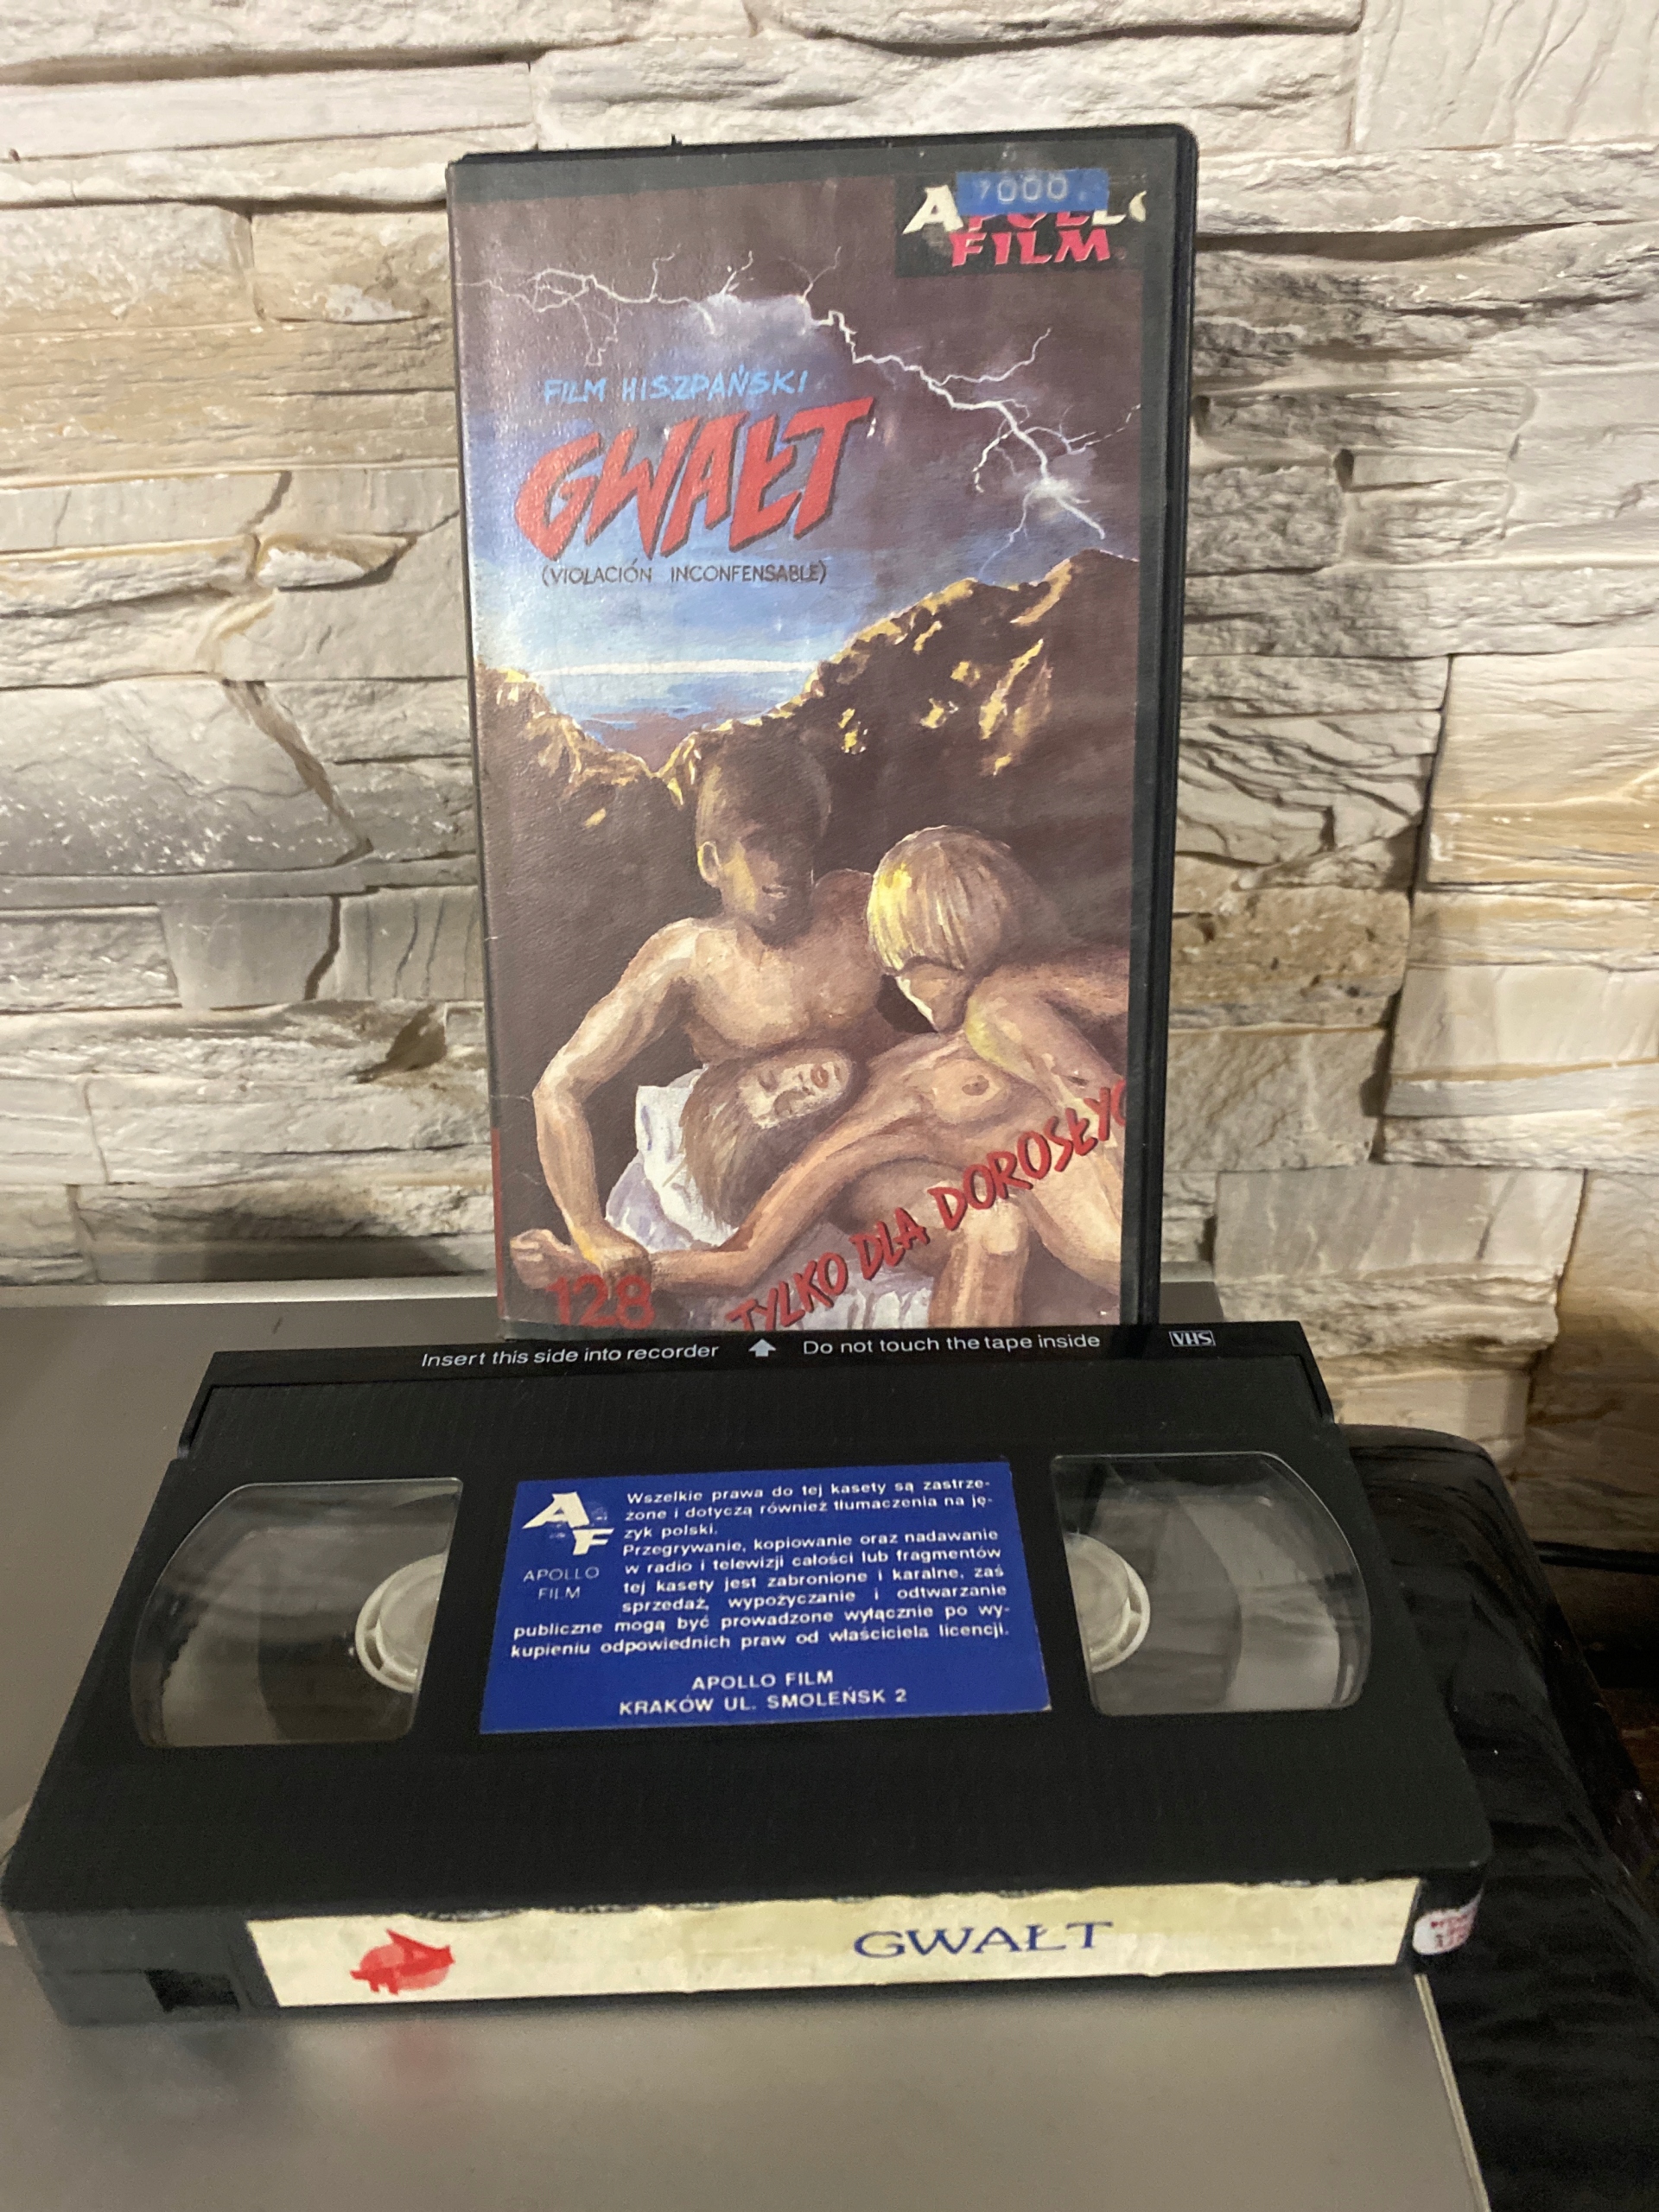 7000.
APOLLO
FILM
FILM HISZPAŃSKI
GWAŁT
(VIOLACIÓN INCONFENSABLE)
TYLKO DLA DOROSŁYC
128
Insert this side into recorder
Do not touch the tape inside
VHS
AF
APOLLO
FILM
Wszelkie prawa do tej kasety są zastrze-
żone i dotyczą również tłumaczenia na ję-
zyk polski.
Przegrywanie, kopiowanie oraz nadawanie
w radio i telewizji całości lub fragmentów
tej kasety jest zabronione i karalne, zaś
sprzedaż, wypożyczanie i odtwarzanie
publiczne mogą być prowadzone wyłącznie po wy-
kupieniu odpowiednich praw od właściciela licencji.
APOLLO FILM
KRAKÓW UL. SMOLEŃSK 2
GWAŁT